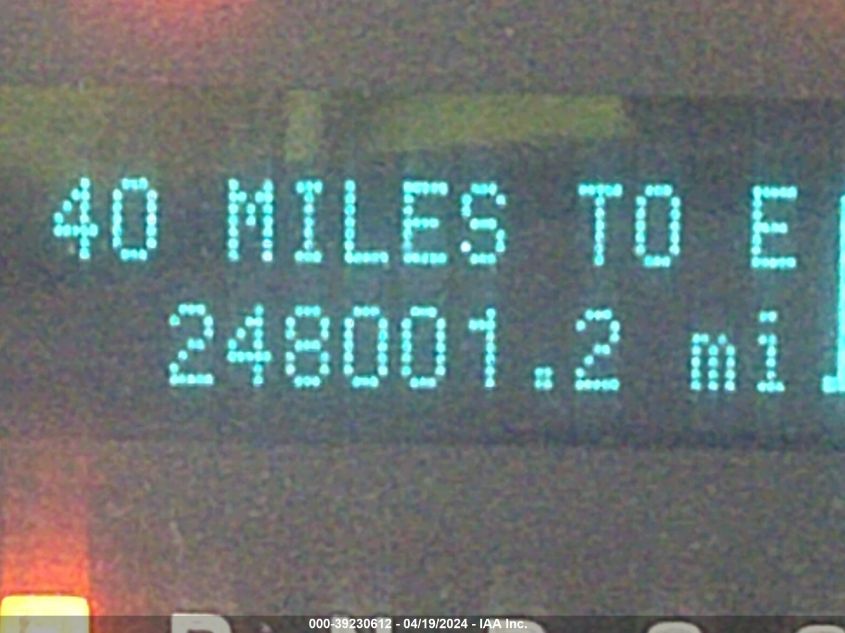 40 MILES TO E
248001.2 mi
000-39230612 - 04/19/2024 - IAA Inc.